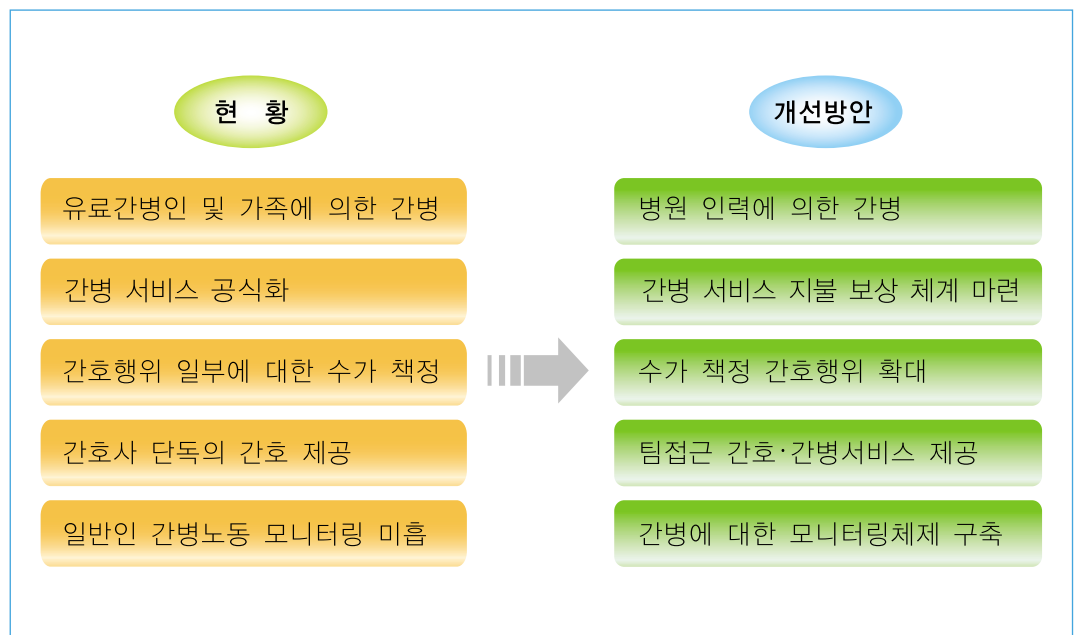 현 황
유료간병인 및 가족에 의한 간병
간병 서비스 공식화
간호행위 일부에 대한 수가 책정
간호사 단독의 간호 제공
일반인 간병노동 모니터링 미흡
개선방안
병원 인력에 의한 간병
간병 서비스 지불 보상 체계 마련
수가 책정 간호행위 확대
팀접근 간호·간병서비스 제공
간병에 대한 모니터링체제 구축